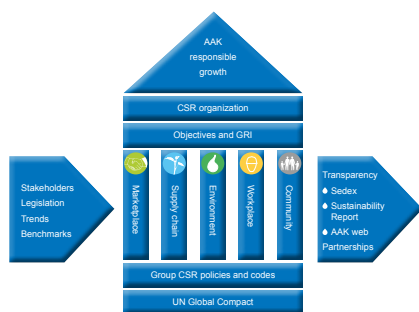 AAK
responsible
growth
CSR organization
Objectives and GRI
Stakeholders
Legislation
Trends
Benchmarks
Marketplace
Supply chain
Environment
Workplace
Community
Transparency
Sedex
Sustainability
Report
AAK web
Partnerships
Group CSR policies and codes
UN Global Compact